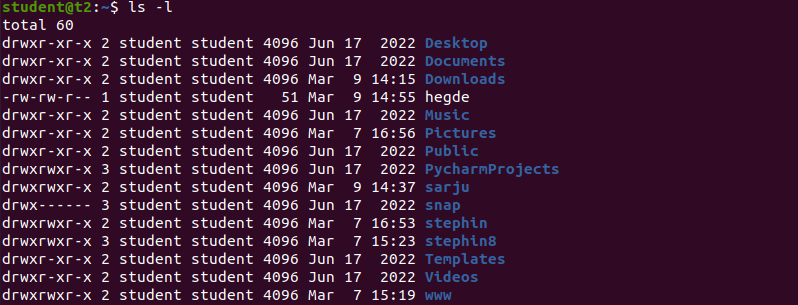 student@t2:~$ ls -l
total 60
drwxr-xr-x 2 student student 4096 Jun 17  2022 Desktop
drwxr-xr-x 2 student student 4096 Jun 17  2022 Documents
drwxr-xr-x 2 student student 4096 Mar  9 14:15 Downloads
-rw-rw-r-- 1 student student   51 Mar  9 14:55 hegde
drwxr-xr-x 2 student student 4096 Jun 17  2022 Music
drwxr-xr-x 2 student student 4096 Mar  7 16:56 Pictures
drwxr-xr-x 2 student student 4096 Jun 17  2022 Public
drwxrwxr-x 3 student student 4096 Jun 17  2022 PycharmProjects
drwxrwxr-x 2 student student 4096 Mar  9 14:37 sarju
drwx------ 3 student student 4096 Jun 17  2022 snap
drwxrwxr-x 2 student student 4096 Mar  7 16:53 stephin
drwxrwxr-x 3 student student 4096 Mar  7 15:23 stephin8
drwxr-xr-x 2 student student 4096 Jun 17  2022 Templates
drwxr-xr-x 2 student student 4096 Jun 17  2022 Videos
drwxrwxr-x 2 student student 4096 Mar  7 15:19 www